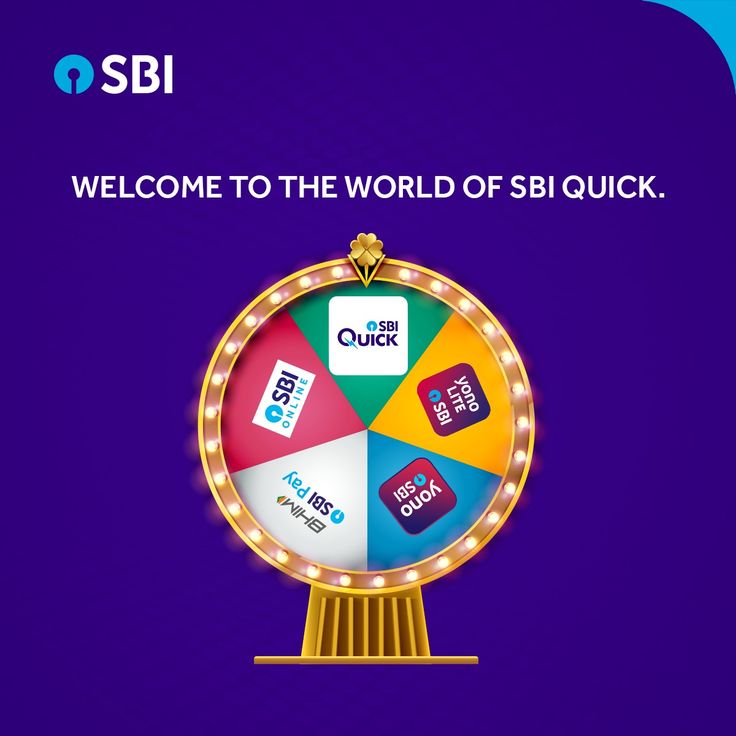 SBI
WELCOME TO THE WORLD OF SBI QUICK.
SBI
QUICK
yono
LITE
SBI
yono
SBI
BHIM
SBI Pay
SBI
ONLINE